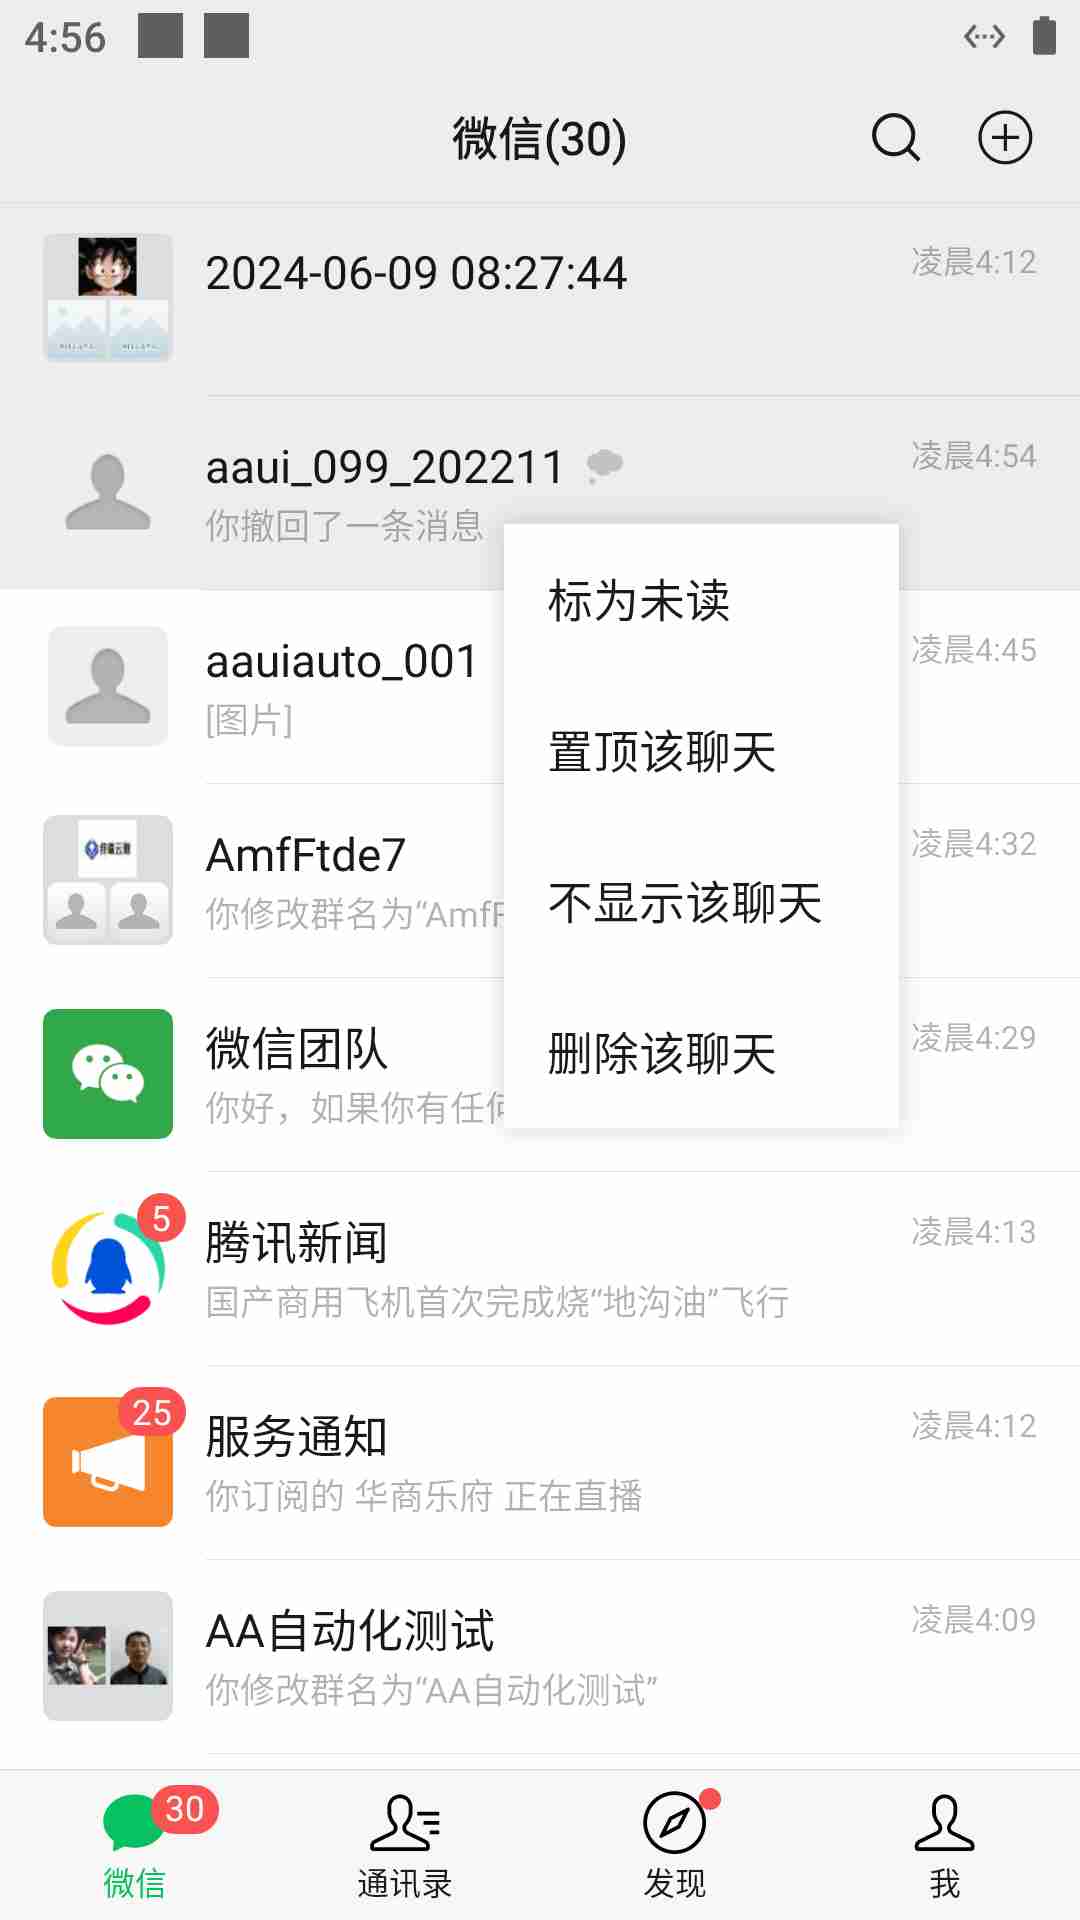 4:56
微信(30)
2024-06-09 08:27:44
凌晨4:12
aaui_099_202211
凌晨4:54
你撤回了一条消息
标为未读
aauiauto_001
凌晨4:45
[图片]
置顶该聊天
AmfFtde7
凌晨4:32
你修改群名为“AmfF
不显示该聊天
微信团队
凌晨4:29
删除该聊天
你好，如果你有任何
5
腾讯新闻
凌晨4:13
国产商用飞机首次完成烧“地沟油”飞行
25
服务通知
凌晨4:12
你订阅的 华商乐府 正在直播
AA自动化测试
凌晨4:09
你修改群名为“AA自动化测试”
30
微信
通讯录
发现
我